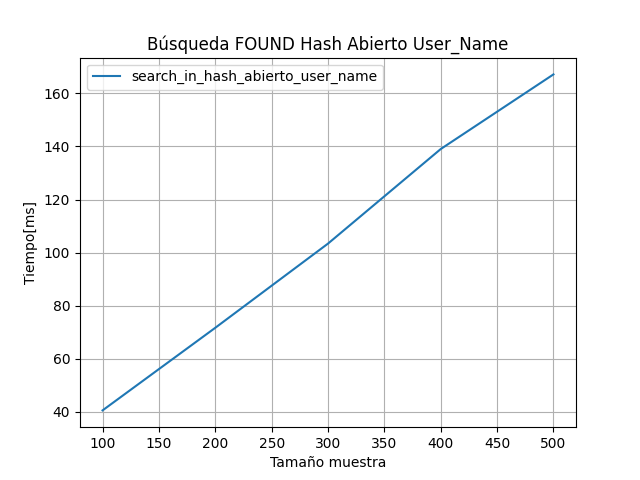 Búsqueda FOUND Hash Abierto User_Name
search_in_hash_abierto_user_name
Tiempo[ms]
160
140
120
100
80
60
40
100 150 200 250 300 350 400 450 500
Tamaño muestra